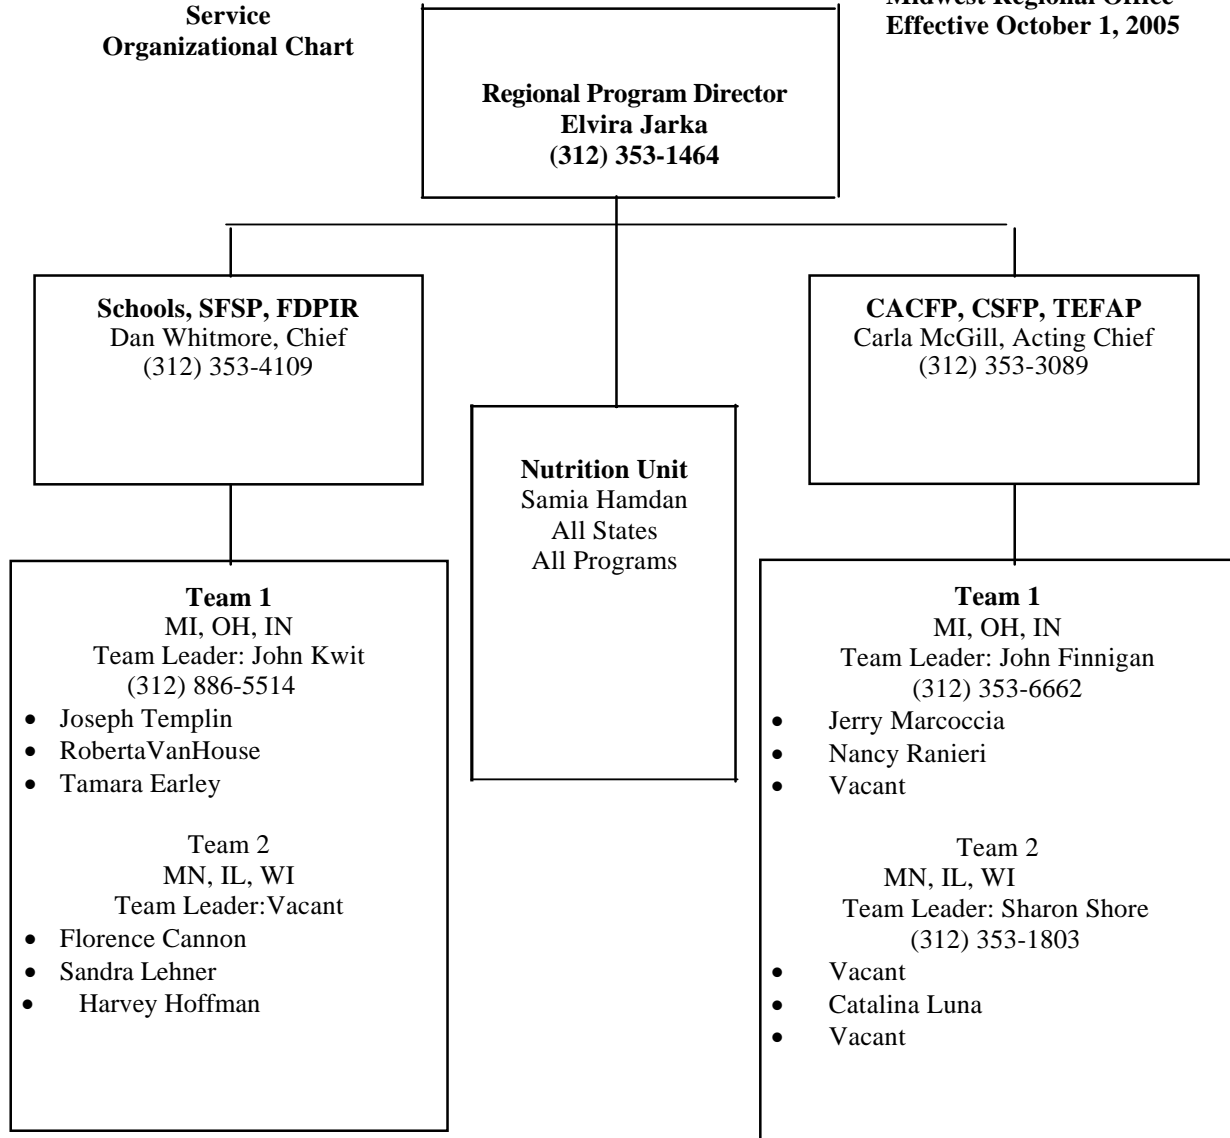 Service
Organizational Chart
Midwest Regional Office
Effective October 1, 2005
Regional Program Director
Elvira Jarka
(312) 353-1464
Schools, SFSP, FDPIR
Dan Whitmore, Chief
(312) 353-4109
CACFP, CSFP, TEFAP
Carla McGill, Acting Chief
(312) 353-3089
Nutrition Unit
Samia Hamdan
All States
All Programs
Team 1
MI, OH, IN
Team Leader: John Kwit
(312) 886-5514
• Joseph Templin
• RobertaVanHouse
• Tamara Earley
Team 2
MN, IL, WI
Team Leader:Vacant
• Florence Cannon
• Sandra Lehner
• Harvey Hoffman
Team 1
MI, OH, IN
Team Leader: John Finnigan
(312) 353-6662
• Jerry Marcoccia
• Nancy Ranieri
• Vacant
Team 2
MN, IL, WI
Team Leader: Sharon Shore
(312) 353-1803
• Vacant
• Catalina Luna
• Vacant